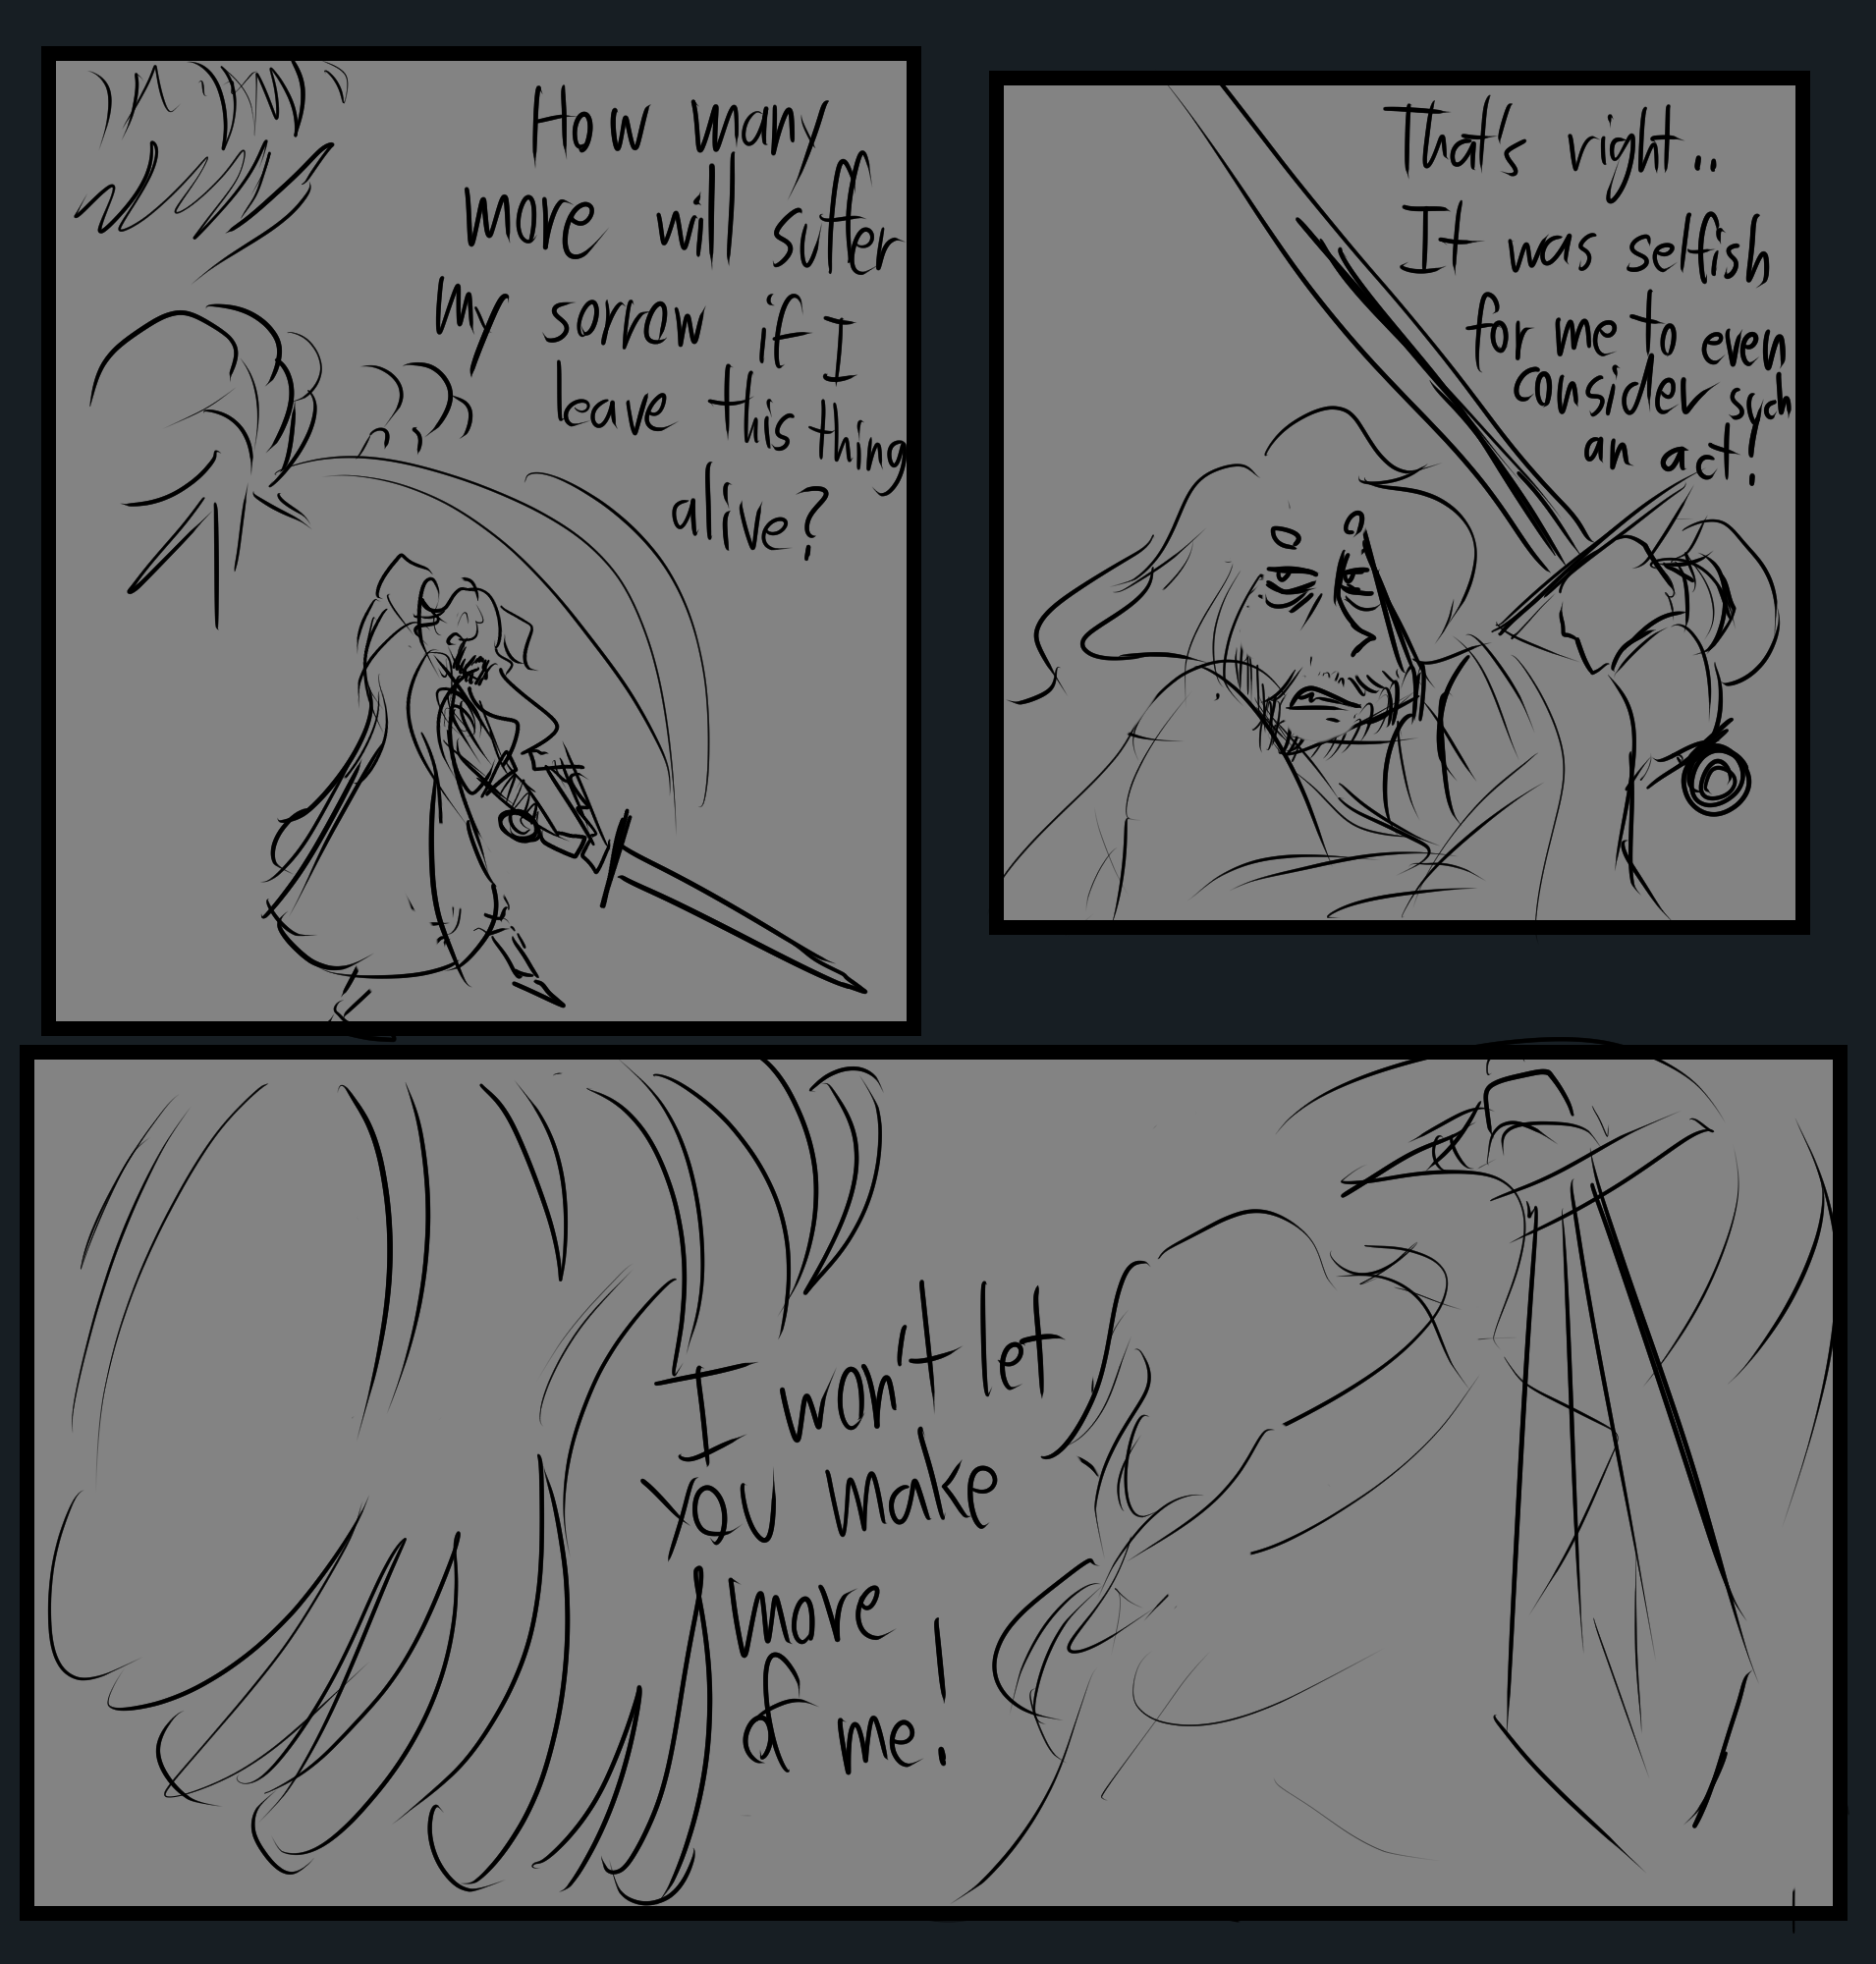 How many
more will suffer
my sorrow if I
leave this thing
alive?
That's right..
It was selfish
for me to even
consider such
an act!
I won't let
you make
more
of me!